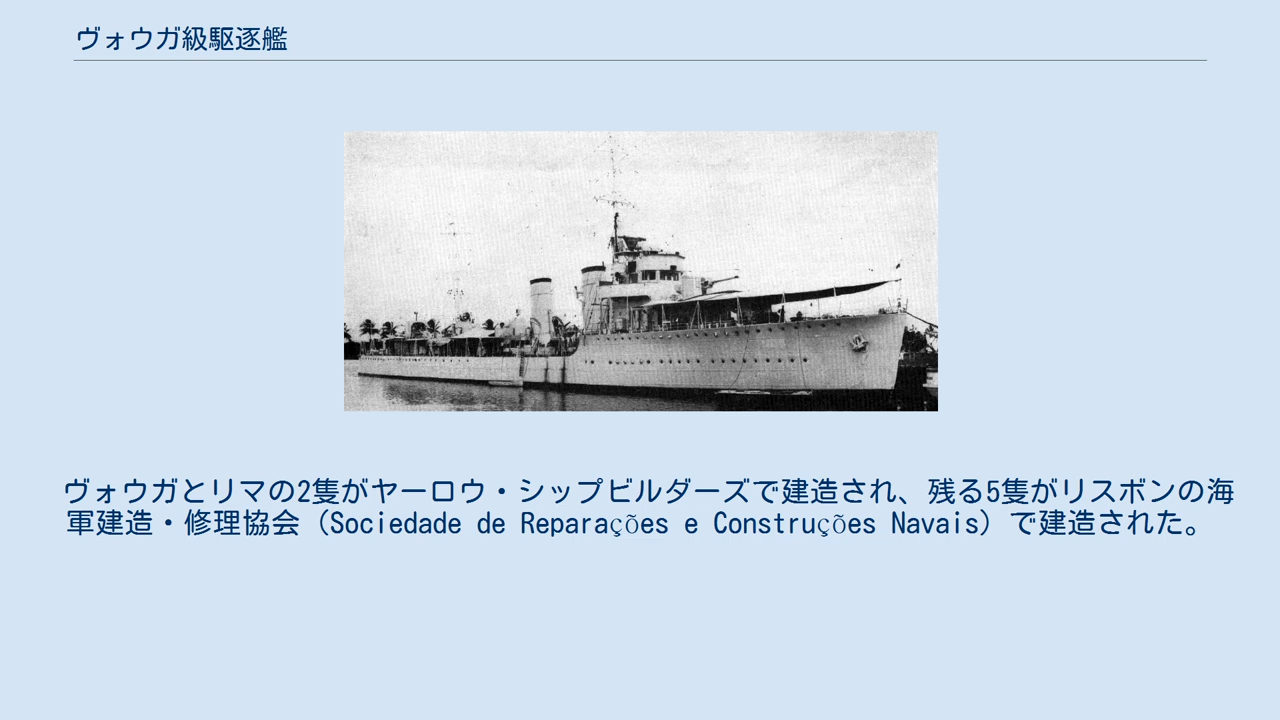 ヴォウガ級駆逐艦
ヴォウガとリマの2隻がヤーロウ・シップビルダーズで建造され、残る5隻がリスボンの海
軍建造・修理協会（Sociedade de Reparações e Construções Navais）で建造された。